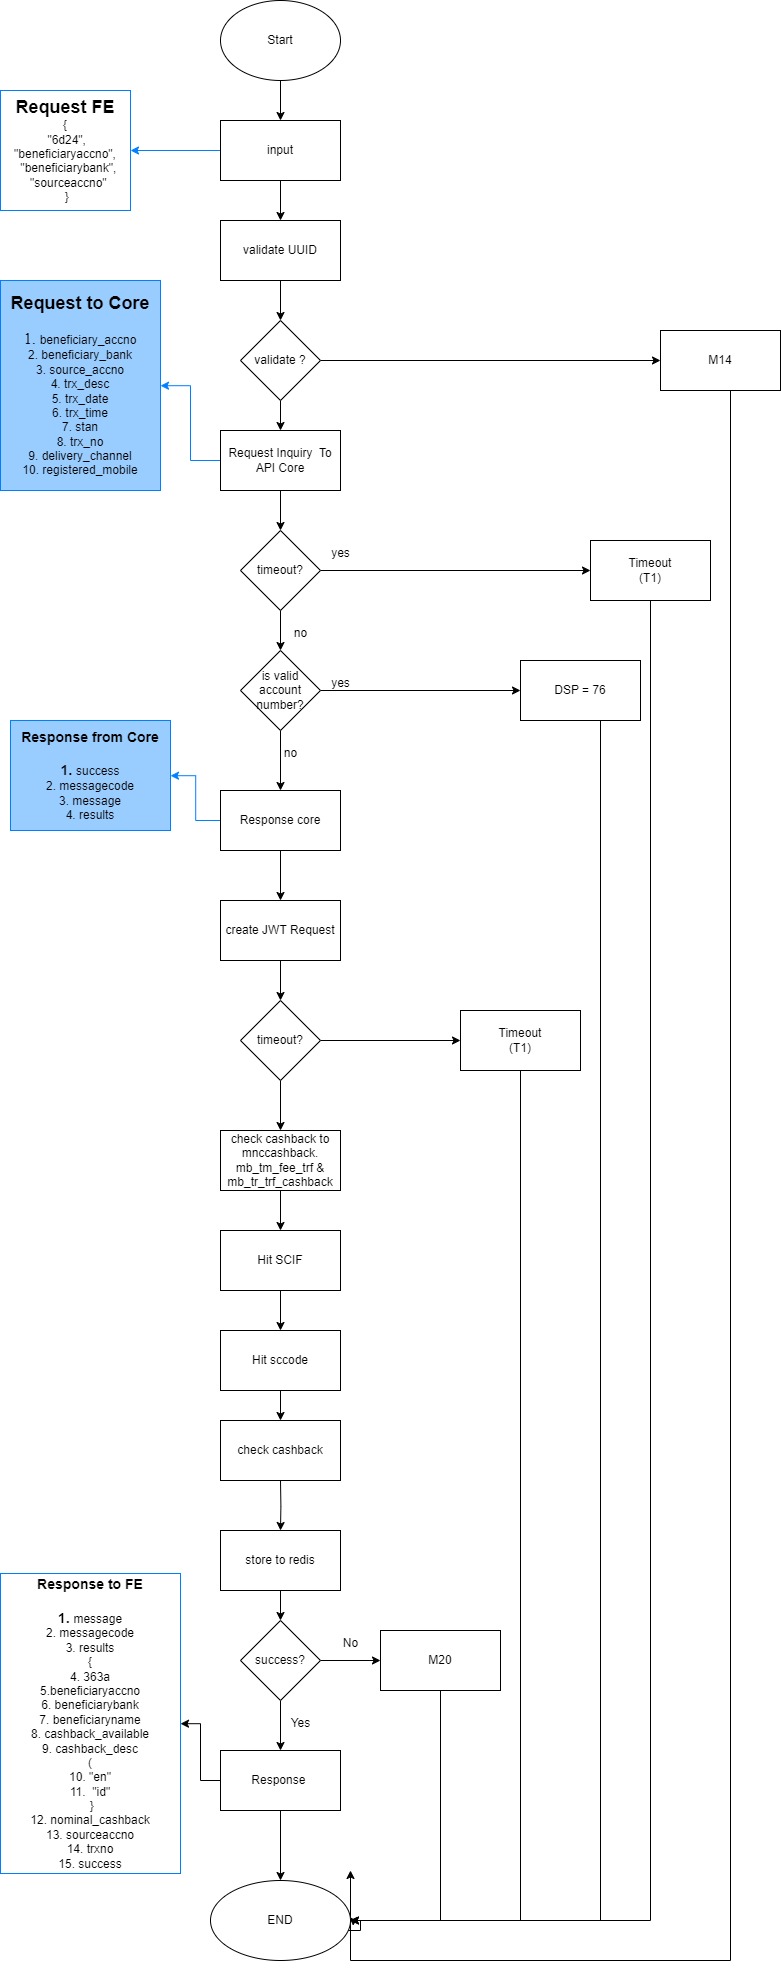 Start
Request FE
{
"6d24",
"beneficiaryaccno",
"beneficiarybank",
"sourceaccno"
}
input
validate UUID
Request to Core
1. beneficiary_accno
2. beneficiary_bank
3. source_accno
4. trx_desc
5. trx_date
6. trx_time
7. stan
8. trx_no
9. delivery_channel
10. registered_mobile
validate ?
M14
Request Inquiry To
API Core
timeout?
yes
Timeout
(T1)
no
is valid
account
number?
yes
DSP = 76
no
Response from Core
1. success
2. messagecode
3. message
4. results
Response core
create JWT Request
timeout?
Timeout
(T1)
check cashback to
mnccashback.
mb_tm_fee_trf &
mb_tr_trf_cashback
Hit SCIF
Hit sccode
check cashback
store to redis
Response to FE
1. message
2. messagecode
3. results
{
4. 363a
5.beneficiaryaccno
6. beneficiarybank
7. beneficiaryname
8. cashback_available
9. cashback_desc
(
10. "en"
11. "id"
}
12. nominal_cashback
13. sourceaccno
14. trxno
15. success
success?
No
M20
Yes
Response
END